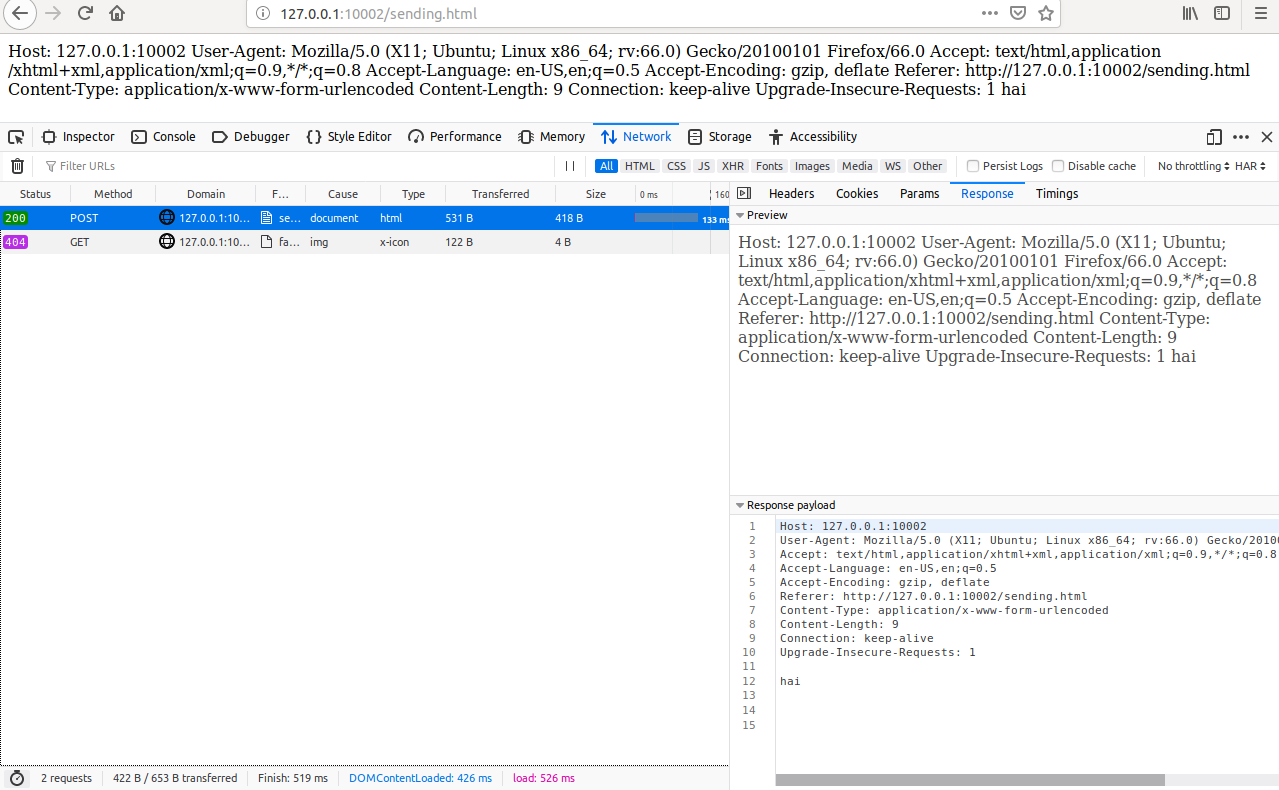 127.0.0.1:10002/sending.html
Host: 127.0.0.1:10002 User-Agent: Mozilla/5.0 (X11; Ubuntu; Linux x86_64; rv:66.0) Gecko/20100101 Firefox/66.0 Accept: text/html,application
/xhtml+xml,application/xml;q=0.9,*/*;q=0.8 Accept-Language: en-US,en;q=0.5 Accept-Encoding: gzip, deflate Referer: http://127.0.0.1:10002/sending.html
Content-Type: application/x-www-form-urlencoded Content-Length: 9 Connection: keep-alive Upgrade-Insecure-Requests: 1 hai
Inspector Console Debugger {} Style Editor Performance Memory Network Storage Accessibility
Filter URLs All HTML CSS JS XHR Fonts Images Media WS Other Persist Logs Disable cache No throttling HAR
Status Method Domain F... Cause Type Transferred Size 0 ms 160
200 POST 127.0.0.1:10... se... document html 531 B 418 B 133 ms
404 GET 127.0.0.1:10... fa... img x-icon 122 B 4 B
Headers Cookies Params Response Timings
Preview
Host: 127.0.0.1:10002 User-Agent: Mozilla/5.0 (X11; Ubuntu;
Linux x86_64; rv:66.0) Gecko/20100101 Firefox/66.0 Accept:
text/html,application/xhtml+xml,application/xml;q=0.9,*/*;q=0.8
Accept-Language: en-US,en;q=0.5 Accept-Encoding: gzip, deflate
Referer: http://127.0.0.1:10002/sending.html Content-Type:
application/x-www-form-urlencoded Content-Length: 9
Connection: keep-alive Upgrade-Insecure-Requests: 1 hai
Response payload
1 Host: 127.0.0.1:10002
2 User-Agent: Mozilla/5.0 (X11; Ubuntu; Linux x86_64; rv:66.0) Gecko/20100
3 Accept: text/html,application/xhtml+xml,application/xml;q=0.9,*/*;q=0.8
4 Accept-Language: en-US,en;q=0.5
5 Accept-Encoding: gzip, deflate
6 Referer: http://127.0.0.1:10002/sending.html
7 Content-Type: application/x-www-form-urlencoded
8 Content-Length: 9
9 Connection: keep-alive
10 Upgrade-Insecure-Requests: 1
11
12 hai
13
14
15
2 requests 422 B / 653 B transferred Finish: 519 ms DOMContentLoaded: 426 ms load: 526 ms